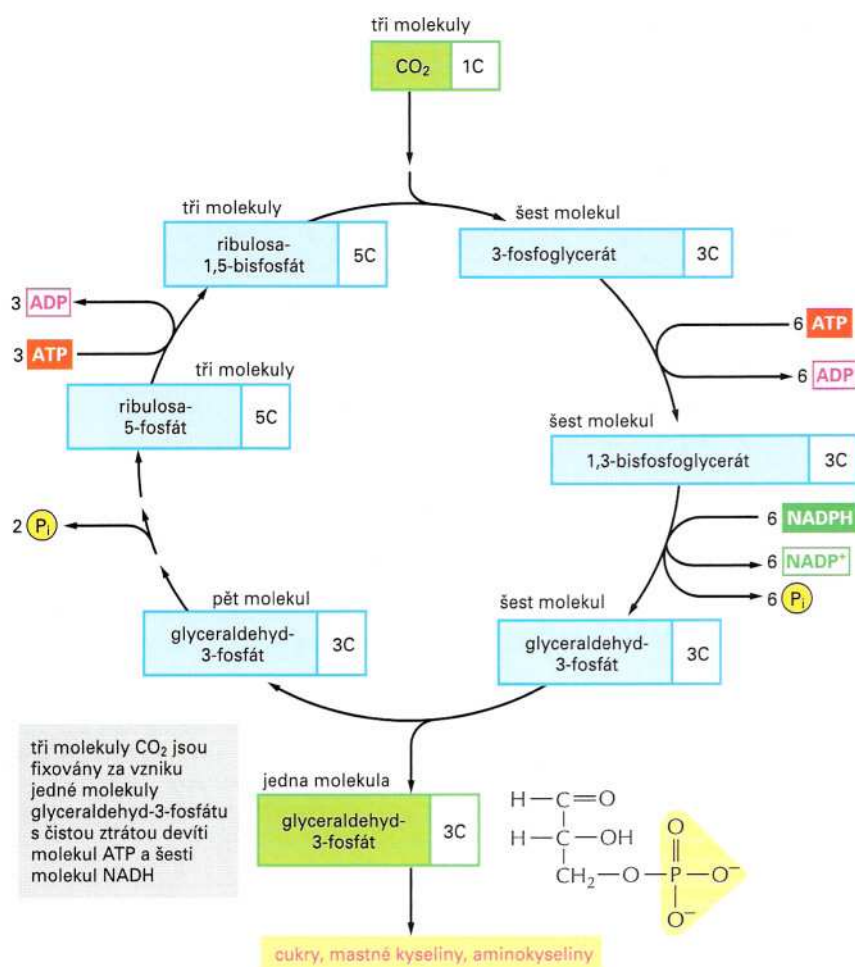 tři molekuly
CO₂ 1C
tři molekuly
ribulosa-
1,5-bisfosfát
5C
šest molekul
3-fosfoglycerát 3C
3 ADP
3 ATP
6 ATP
6 ADP
tři molekuly
ribulosa-
5-fosfát
5C
šest molekul
1,3-bisfosfoglycerát 3C
2 Pi
6 NADPH
6 NADP⁺
6 Pi
pět molekul
glyceraldehyd-
3-fosfát
3C
šest molekul
glyceraldehyd-
3-fosfát
3C
tři molekuly CO₂ jsou
fixovány za vzniku
jedné molekuly
glyceraldehyd-3-fosfátu
s čistou ztrátou devíti
molekul ATP a šesti
molekul NADH
jedna molekula
glyceraldehyd-
3-fosfát
3C
H—C=O
H—C—OH
CH₂—O—P—O⁻
O
O⁻
cukry, mastné kyseliny, aminokyseliny